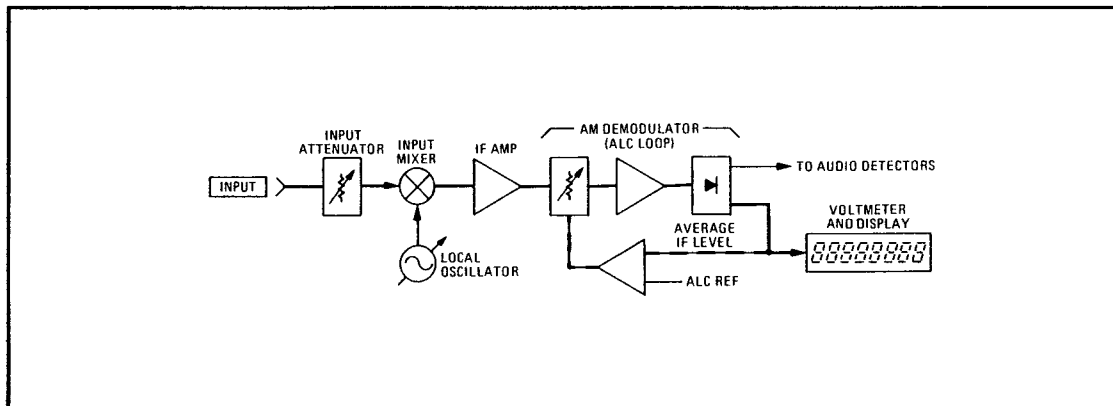 AM DEMODULATOR
(ALC LOOP)
INPUT
ATTENUATOR
INPUT
MIXER
IF AMP
INPUT
TO AUDIO DETECTORS
VOLTMETER
AND DISPLAY
AVERAGE
IF LEVEL
LOCAL
OSCILLATOR
ALC REF